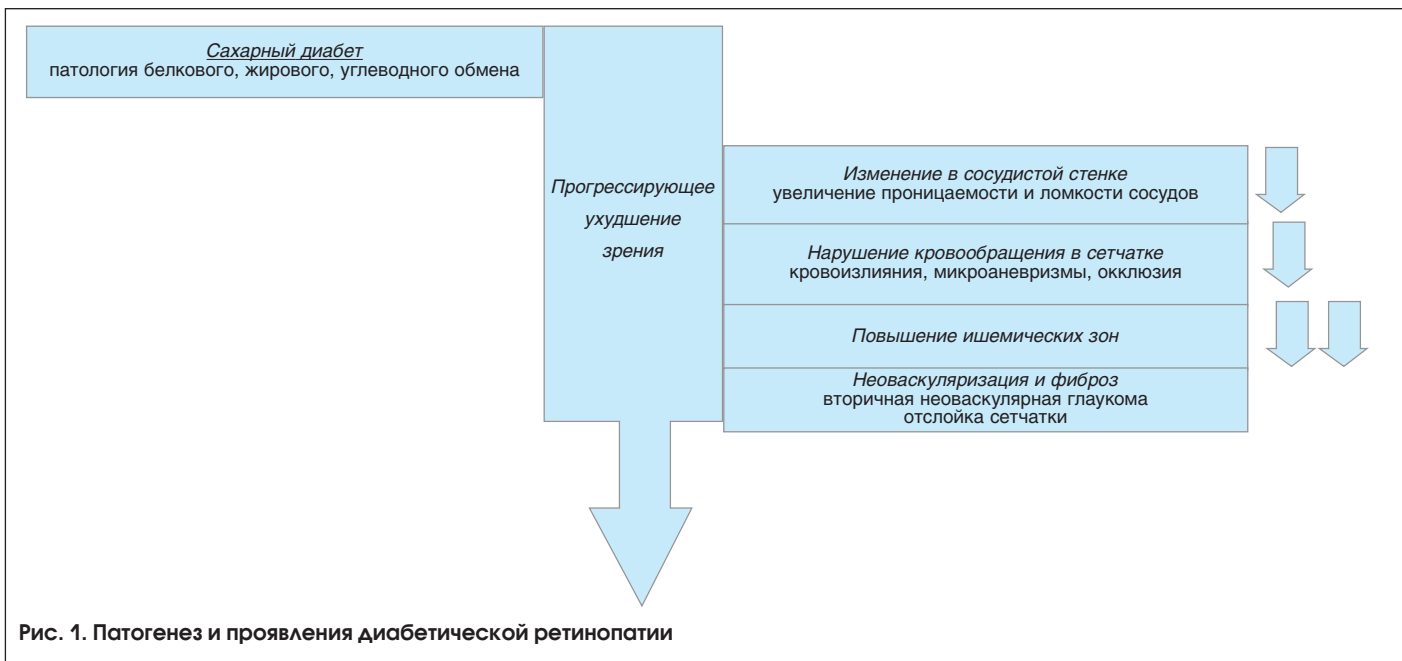 Сахарный диабет
патология белкового, жирового, углеводного обмена
Прогрессирующее
ухудшение
зрения
Изменение в сосудистой стенке
увеличение проницаемости и ломкости сосудов
Нарушение кровообращения в сетчатке
кровоизлияния, микроаневризмы, окклюзия
Повышение ишемических зон
Неоваскуляризация и фиброз
вторичная неоваскулярная глаукома
отслойка сетчатки
Рис. 1. Патогенез и проявления диабетической ретинопатии